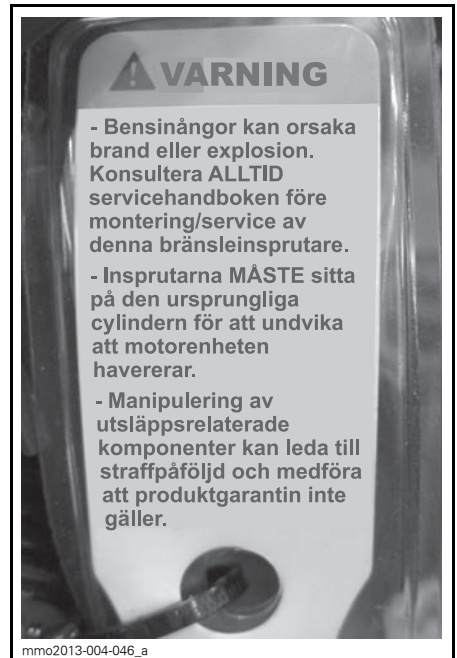 VARNING
- Bensinångor kan orsaka
brand eller explosion.
Konsultera ALLTID
servicehandboken före
montering/service av
denna bränsleinsprutare.
- Insprutarna MÅSTE sitta
på den ursprungliga
cylindern för att undvika
att motorenheten
havererar.
- Manipulering av
utsläppsrelaterade
komponenter kan leda till
straffpåföljd och medföra
att produktgarantin inte
gäller.
mmo2013-004-046_a